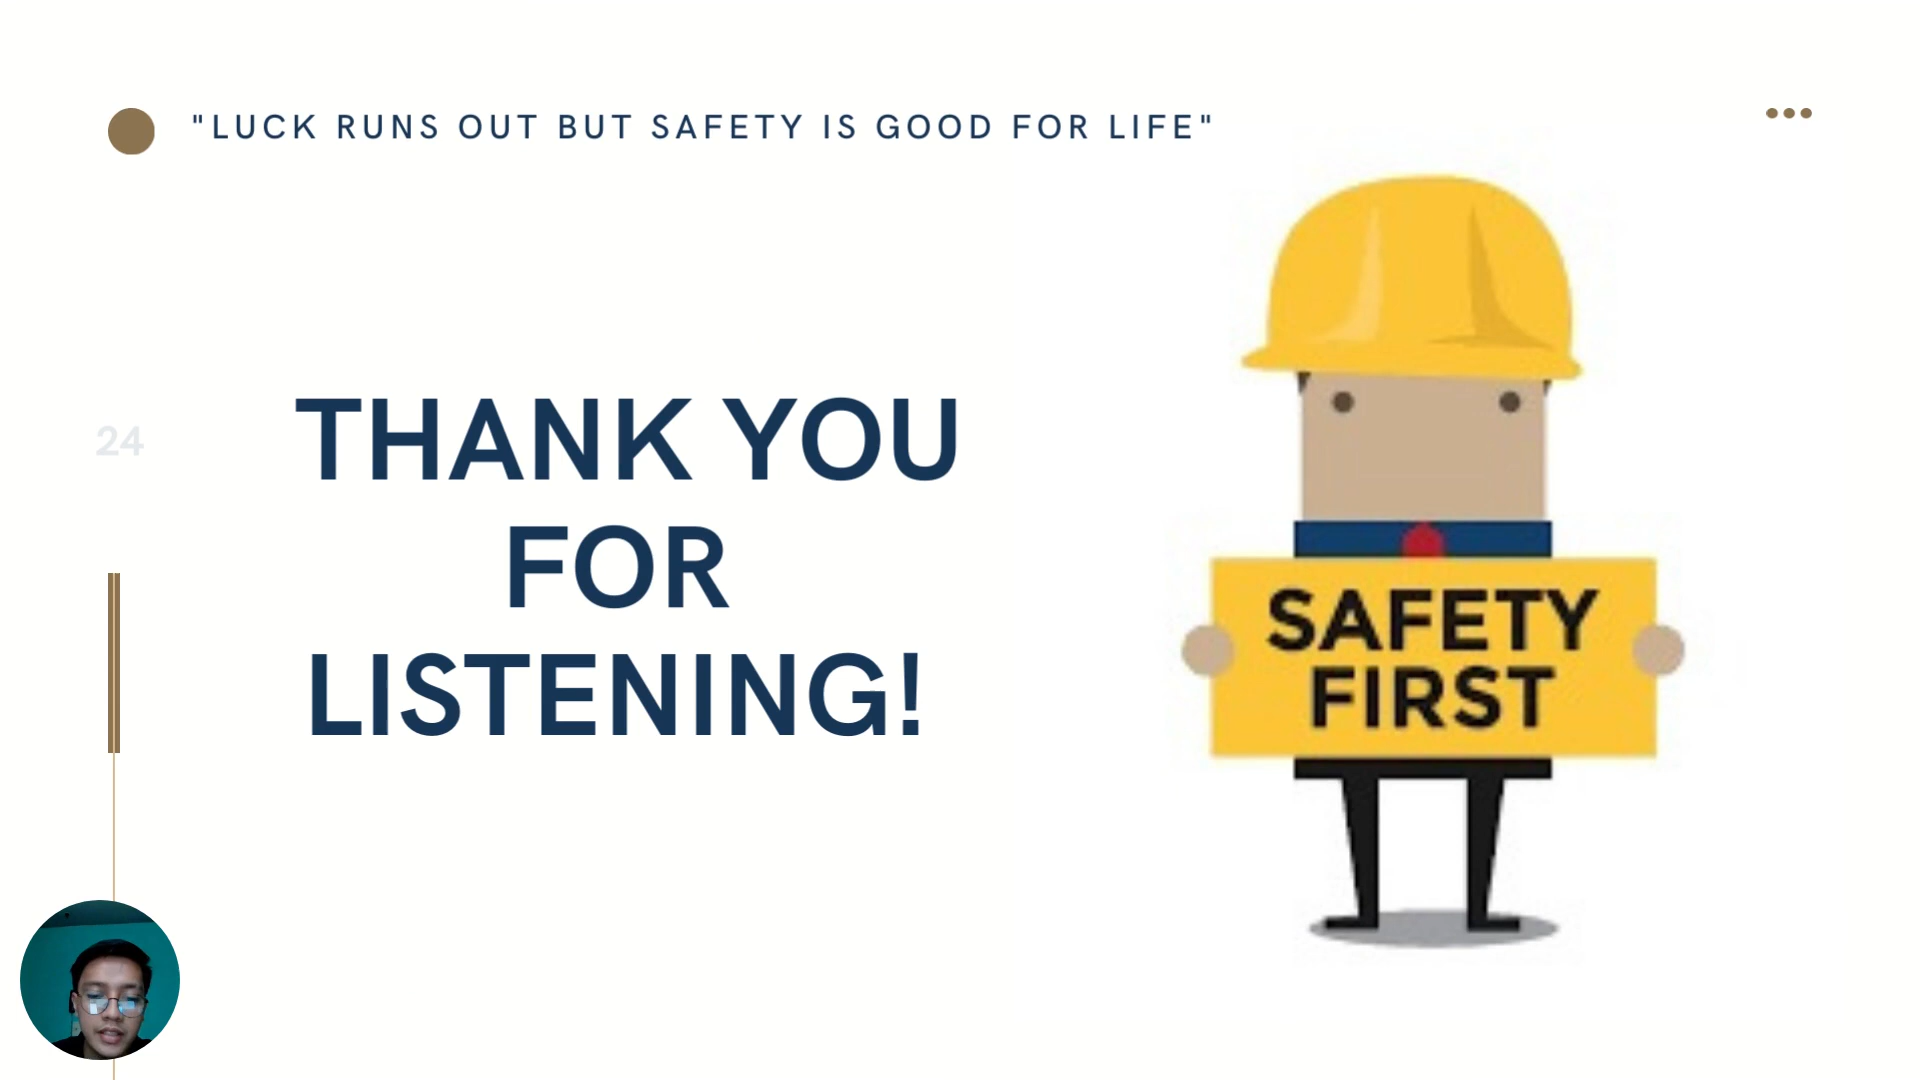 "LUCK RUNS OUT BUT SAFETY IS GOOD FOR LIFE"
24
THANK YOU
FOR
LISTENING!
SAFETY
FIRST